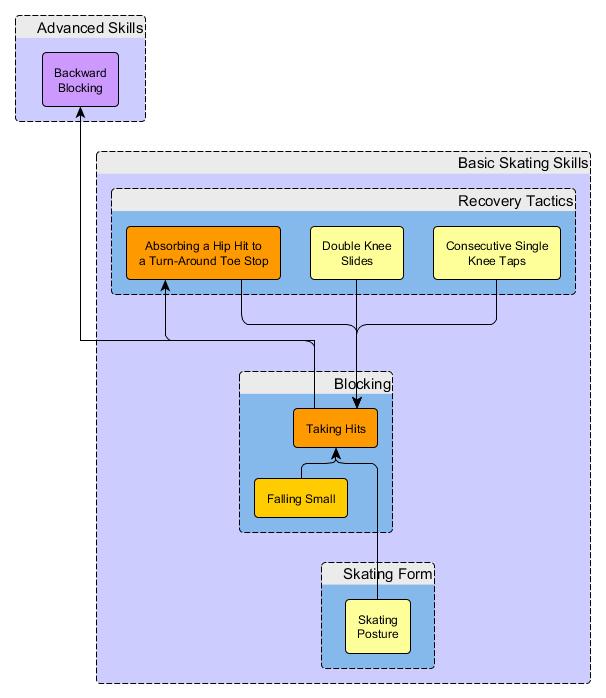 Advanced Skills
Backward
Blocking
Basic Skating Skills
Recovery Tactics
Absorbing a Hip Hit to
a Turn-Around Toe Stop
Double Knee
Slides
Consecutive Single
Knee Taps
Blocking
Taking Hits
Falling Small
Skating Form
Skating
Posture